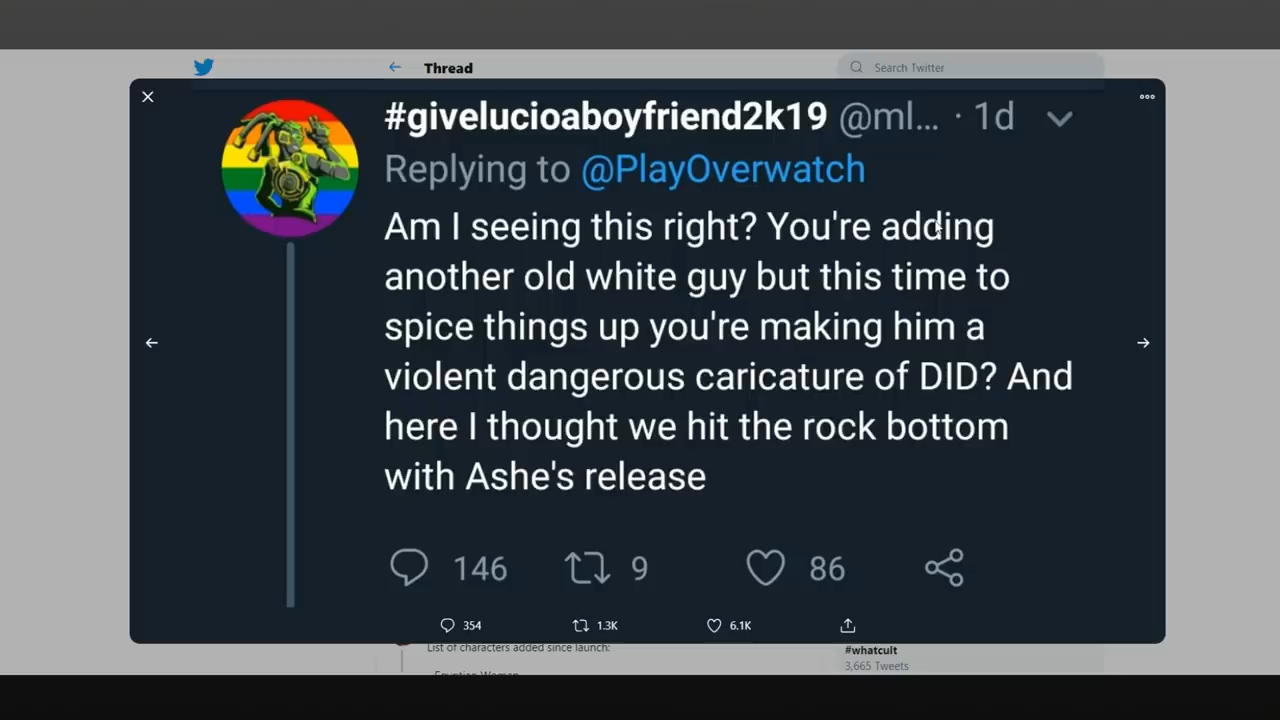 Thread
Search Twitter
#givelucioaboyfriend2k19 @ml... · 1d
Replying to @PlayOverwatch
Am I seeing this right? You're adding
another old white guy but this time to
spice things up you're making him a
violent dangerous caricature of DID? And
here I thought we hit the rock bottom
with Ashe's release
146 9 86
354 1.3K 6.1K
List of characters added since launch:
#whatcult
3,665 Tweets
- Egyptian Woman